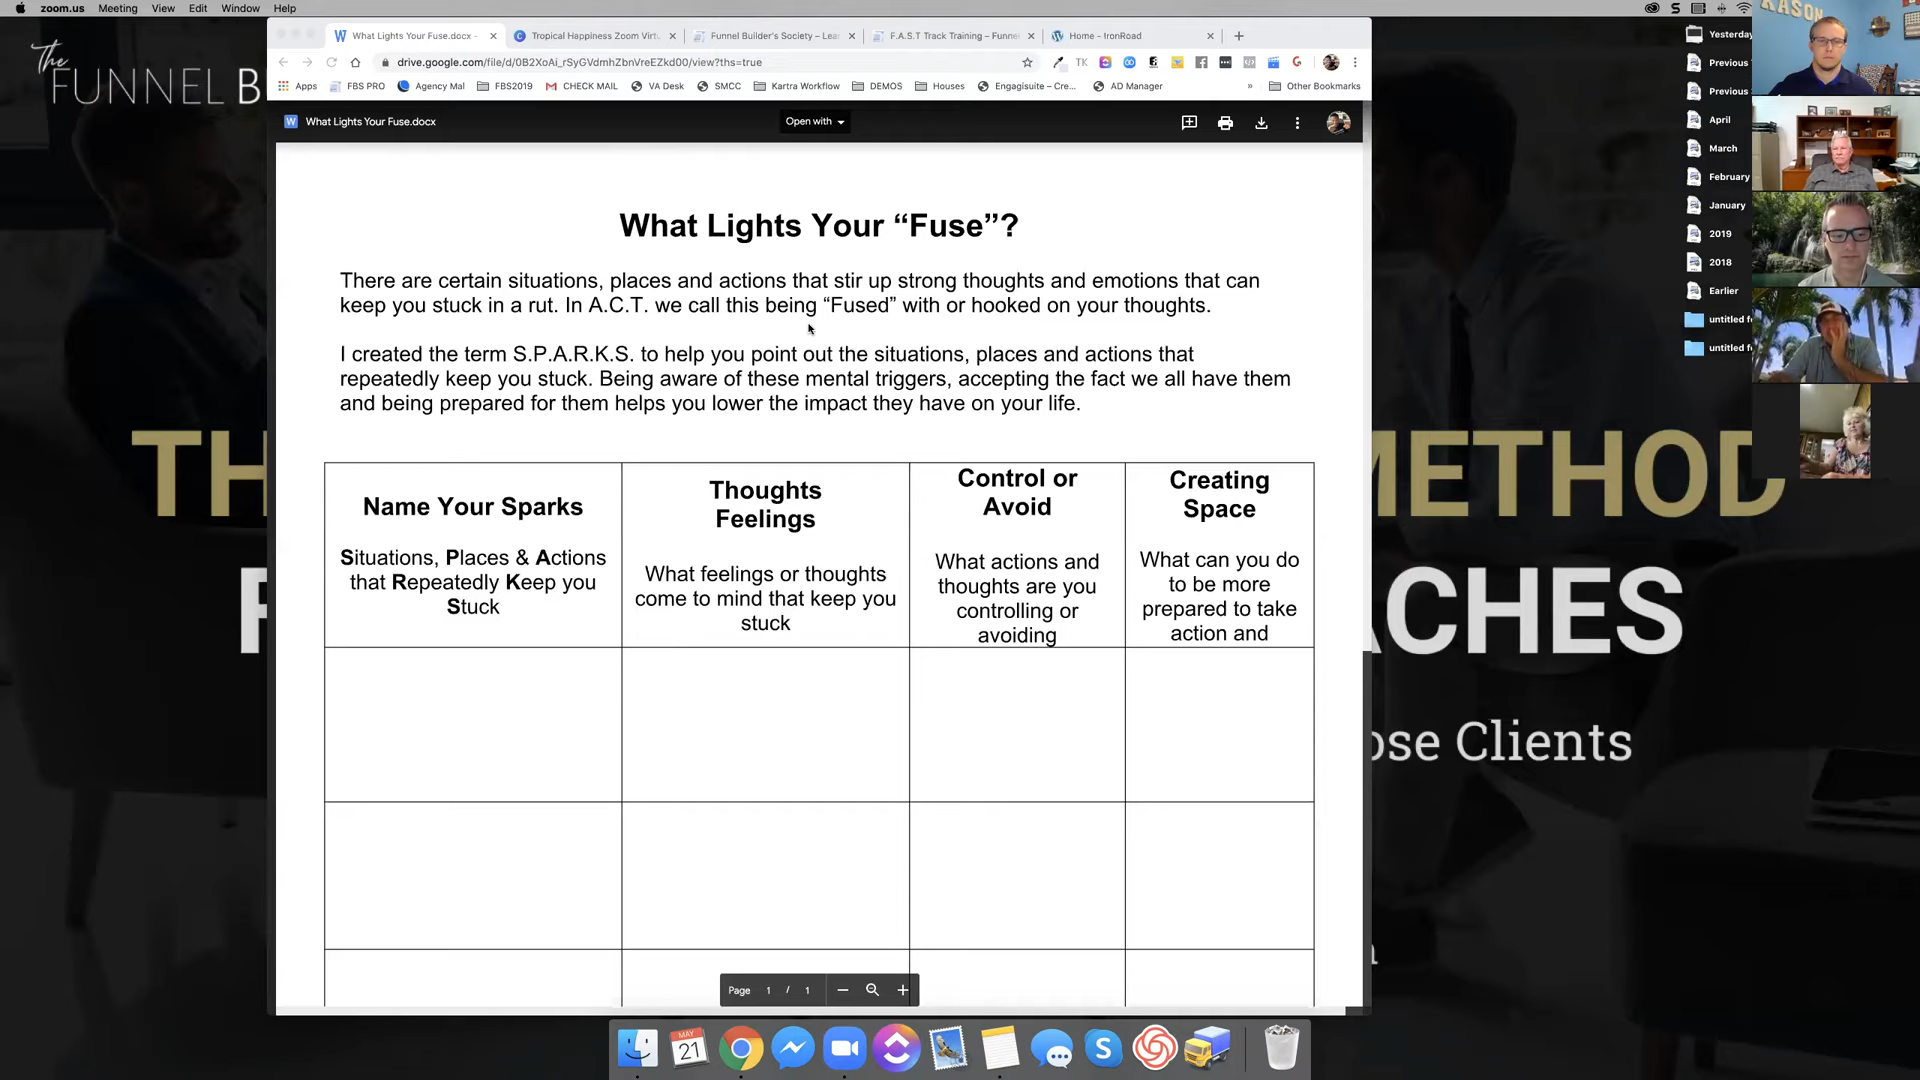 zoom.us Meeting View Edit Window Help
What Lights Your Fuse.docx -
Tropical Happiness Zoom Virtu
Funnel Builder's Society – Lea
F.A.S.T Track Training – Funne
Home - IronRoad
drive.google.com/file/d/0B2XoAi_rSyGVdmhZbnVreEZkd00/view?ths=true
TK
Apps FBS PRO Agency Mal FBS2019 CHECK MAIL VA Desk SMCC Kartra Workflow DEMOS Houses Engagisuite – Cre... AD Manager » Other Bookmarks
What Lights Your Fuse.docx
Open with
What Lights Your “Fuse”?
There are certain situations, places and actions that stir up strong thoughts and emotions that can
keep you stuck in a rut. In A.C.T. we call this being “Fused” with or hooked on your thoughts.
I created the term S.P.A.R.K.S. to help you point out the situations, places and actions that
repeatedly keep you stuck. Being aware of these mental triggers, accepting the fact we all have them
and being prepared for them helps you lower the impact they have on your life.
Name Your Sparks
Situations, Places & Actions
that Repeatedly Keep you
Stuck
Thoughts
Feelings
What feelings or thoughts
come to mind that keep you
stuck
Control or
Avoid
What actions and
thoughts are you
controlling or
avoiding
Creating
Space
What can you do
to be more
prepared to take
action and
Page 1 / 1
The
FUNNEL B
TH
METHOD
ACHES
ose Clients
Yesterday
Previous
Previous
April
March
February
January
2019
2018
Earlier
untitled f
untitled f
KASON
MAY
21